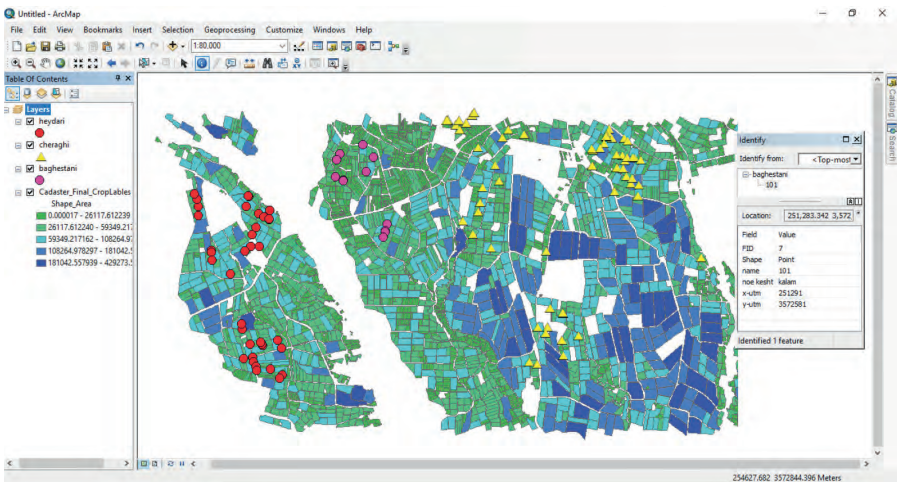 Untitled - ArcMap
File Edit View Bookmarks Insert Selection Geoprocessing Customize Windows Help
1:80,000
Table Of Contents
Layers
heydari
cheraghi
baghestani
Cadaster_Final_CropLables
Shape_Area
0.000017 - 26117.612239
26117.612240 - 59349.217
59349.217162 - 108264.97
108264.978297 - 181042.5
181042.557939 - 429273.5
Identify
Identify from: <Top-most
baghestani
101
Location: 251,283.342 3,572
Field Value
FID 7
Shape Point
name 101
noe kesht kalam
x-utm 251291
y-utm 3572581
Identified 1 feature
Catalog
Search
254627.682 3572844.396 Meters